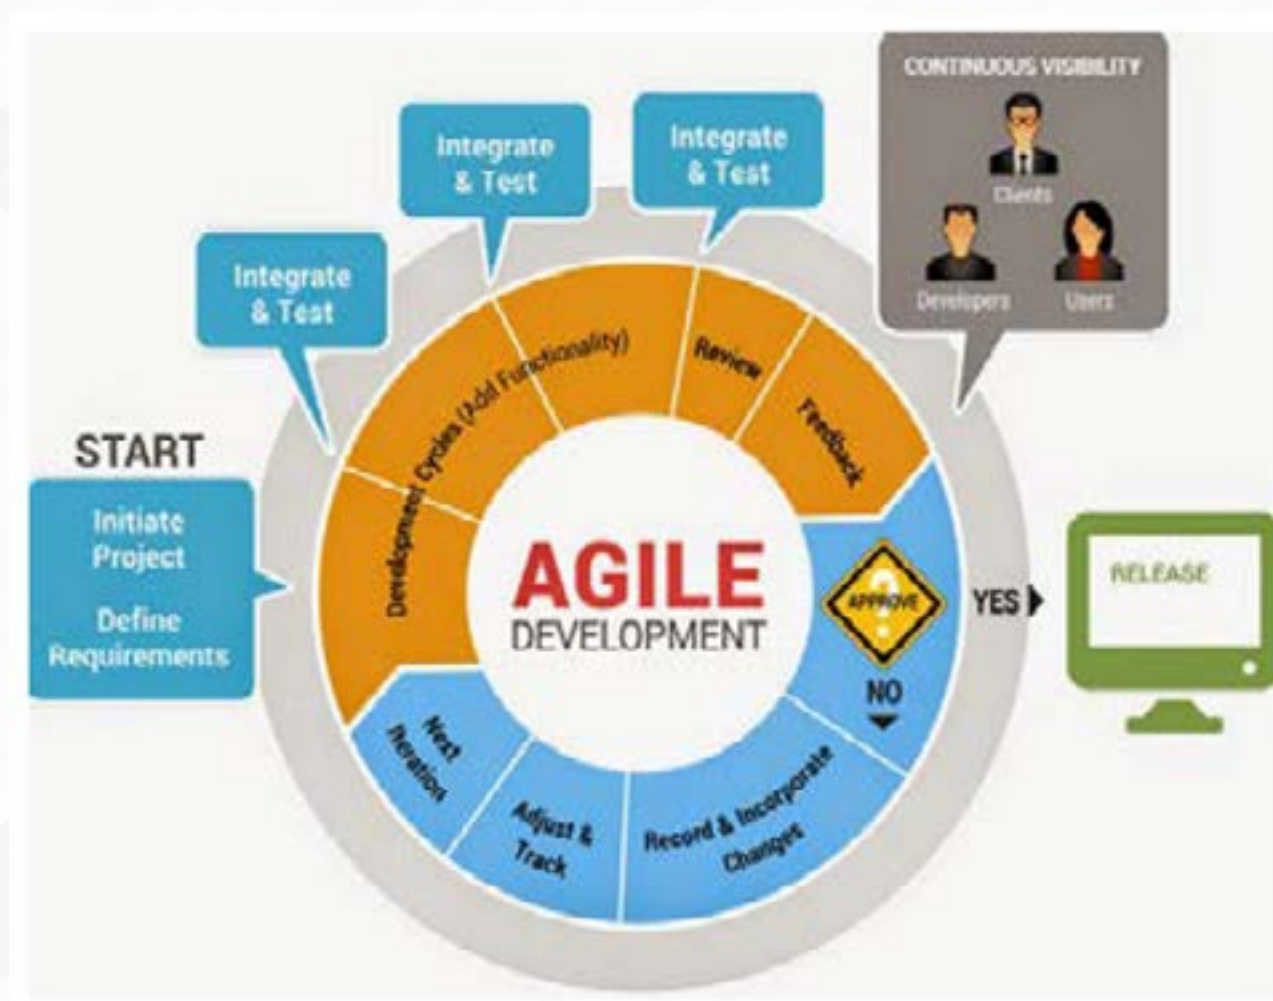 CONTINUOUS VISIBILITY
Clients
Developers
Users
Integrate
& Test
Integrate
& Test
Integrate
& Test
START
Initiate
Project
Define
Requirements
Development Cycles (Add Functionality)
Review
Feedback
AGILE
DEVELOPMENT
?
APPROVE
YES
NO
RELEASE
Record & Incorporate
Changes
Adjust &
Track
Next
Iteration